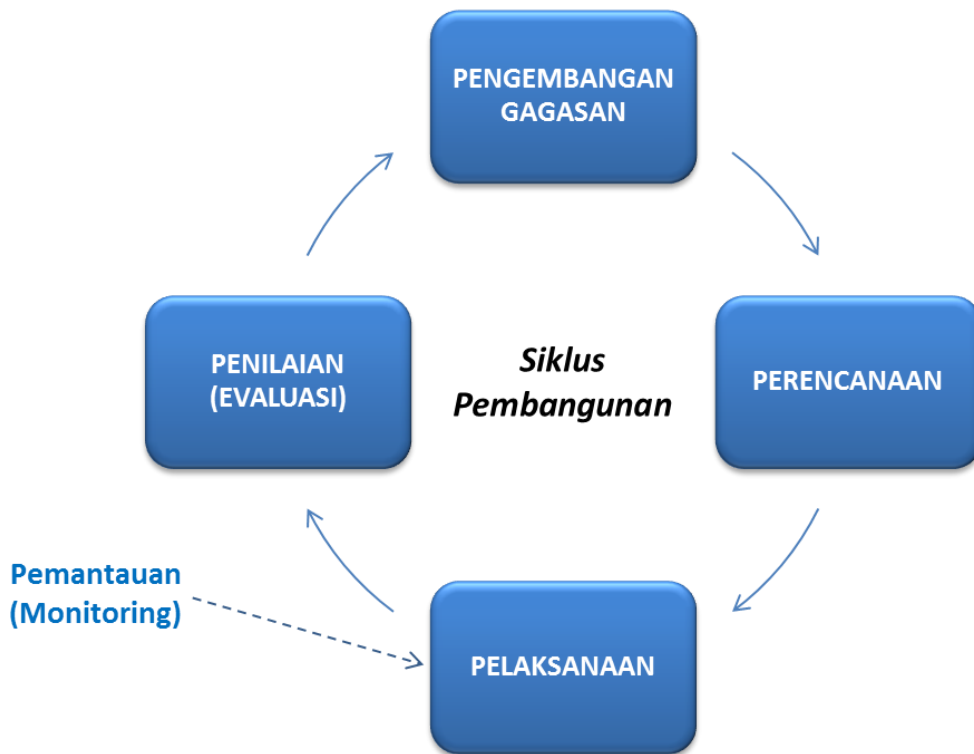 PENGEMBANGAN
GAGASAN
PENILAIAN
(EVALUASI)
Siklus
Pembangunan
PERENCANAAN
Pemantauan
(Monitoring)
PELAKSANAAN